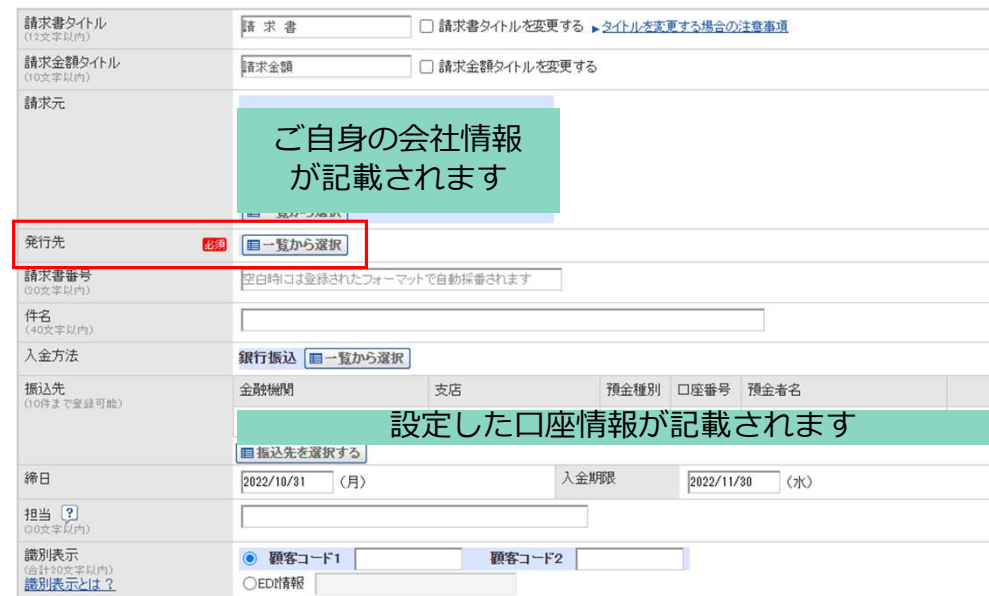 請求書タイトル
(12文字以内)
請 求 書
請求書タイトルを変更する ▶タイトルを変更する場合の注意事項
請求金額タイトル
(10文字以内)
請求金額
請求金額タイトルを変更する
請求元
ご自身の会社情報
が記載されます
一覧から選択
発行先 必須 一覧から選択
請求書番号
(20文字以内)
空白時には登録されたフォーマットで自動採番されます
件名
(40文字以内)
入金方法
銀行振込 一覧から選択
振込先
(10件まで登録可能)
金融機関 支店 預金種別 口座番号 預金者名
設定した口座情報が記載されます
振込先を選択する
締日 2022/10/31 (月) 入金期限 2022/11/30 (水)
担当 ?
(30文字以内)
識別表示
(合計20文字以内)
識別表示とは？
顧客コード1 顧客コード2
EDI情報